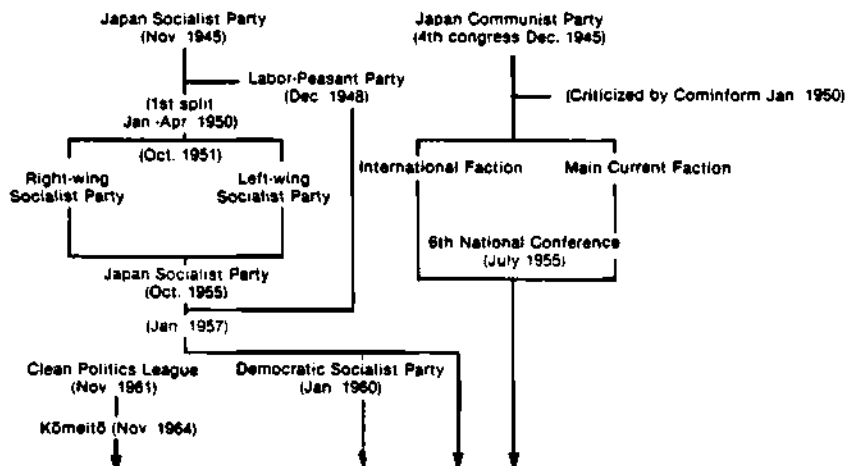 Japan Socialist Party
(Nov 1945)
Japan Communist Party
(4th congress Dec. 1945)
Labor-Peasant Party
(Dec 1948)
(1st split
Jan -Apr 1950)
(Criticized by Cominform Jan 1950)
(Oct. 1951)
Right-wing
Socialist Party
Left-wing
Socialist Party
International Faction
Main Current Faction
6th National Conference
(July 1955)
Japan Socialist Party
(Oct. 1955)
(Jan 1957)
Clean Politics League
(Nov 1961)
Democratic Socialist Party
(Jan 1960)
Kōmeitō (Nov 1964)